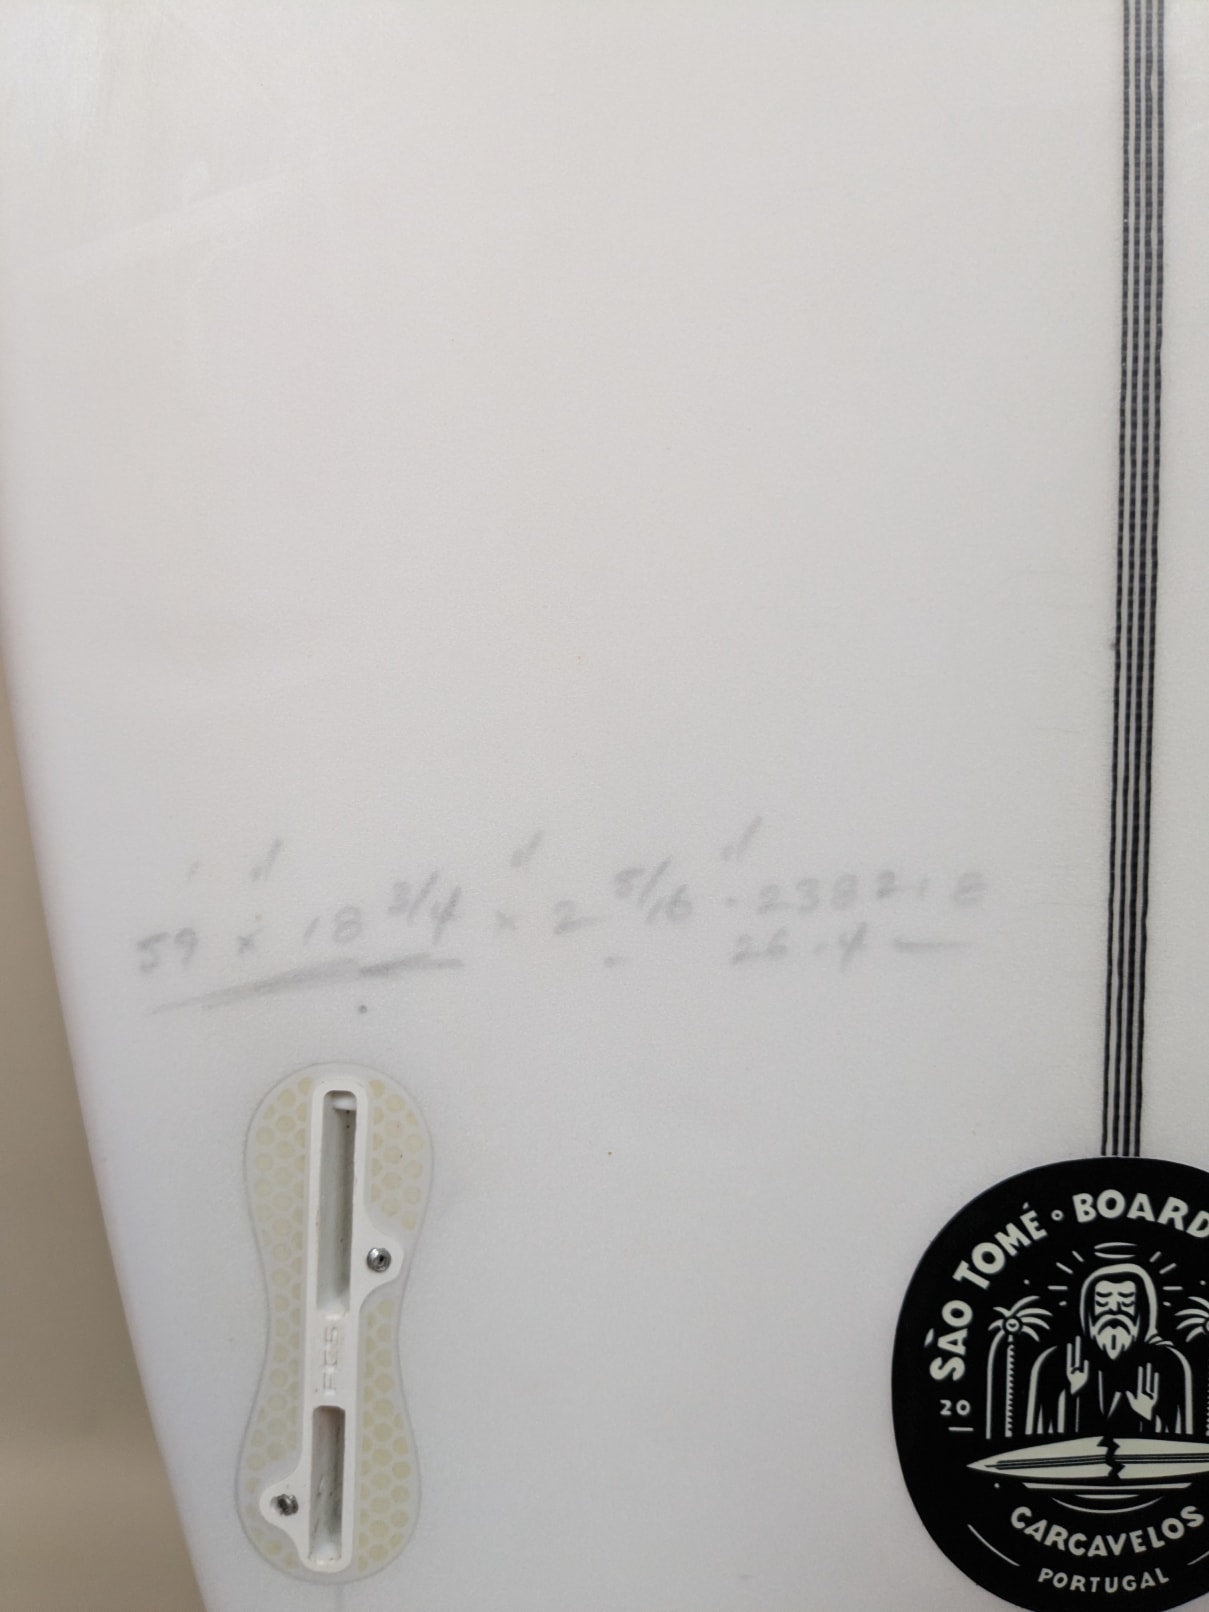 5'9" x 18 3/4" x 2 5/16" - 238218
26.4
FCS
SÃO TOMÉ ° BOARD
20
CARCAVELOS
PORTUGAL